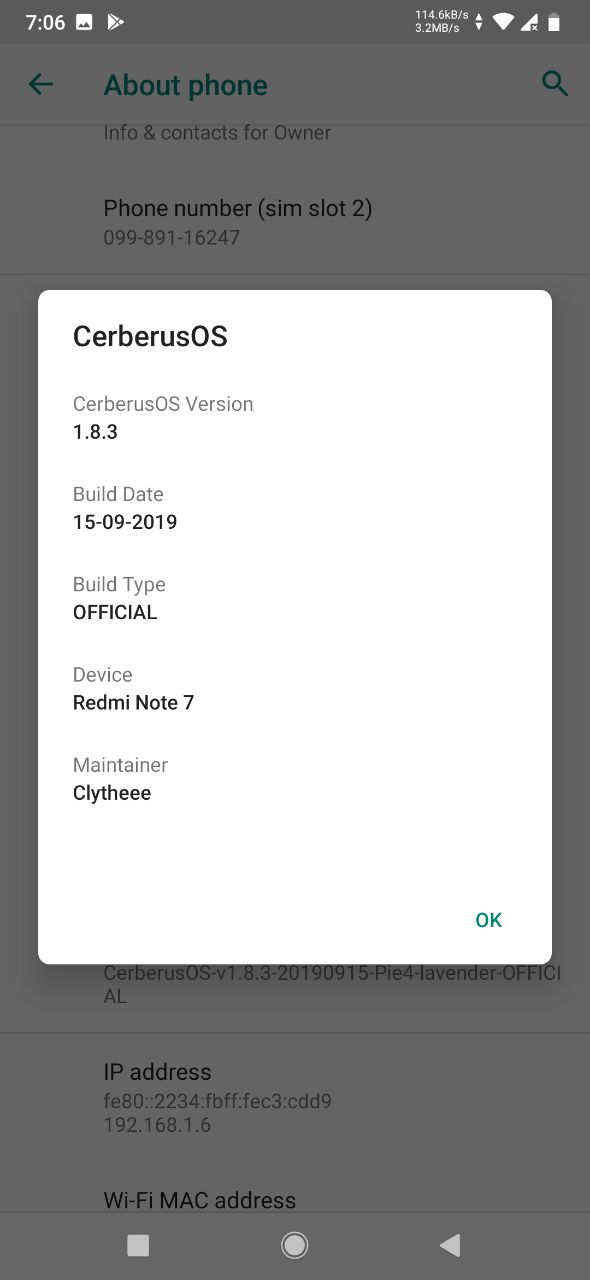 7:06
114.6kB/s
3.2MB/s
About phone
Info & contacts for Owner
Phone number (sim slot 2)
099-891-16247
CerberusOS
CerberusOS Version
1.8.3
Build Date
15-09-2019
Build Type
OFFICIAL
Device
Redmi Note 7
Maintainer
Clytheee
OK
CerberusOS-v1.8.3-20190915-Pie4-lavender-OFFICI
AL
IP address
fe80::2234:fbff:fec3:cdd9
192.168.1.6
Wi-Fi MAC address